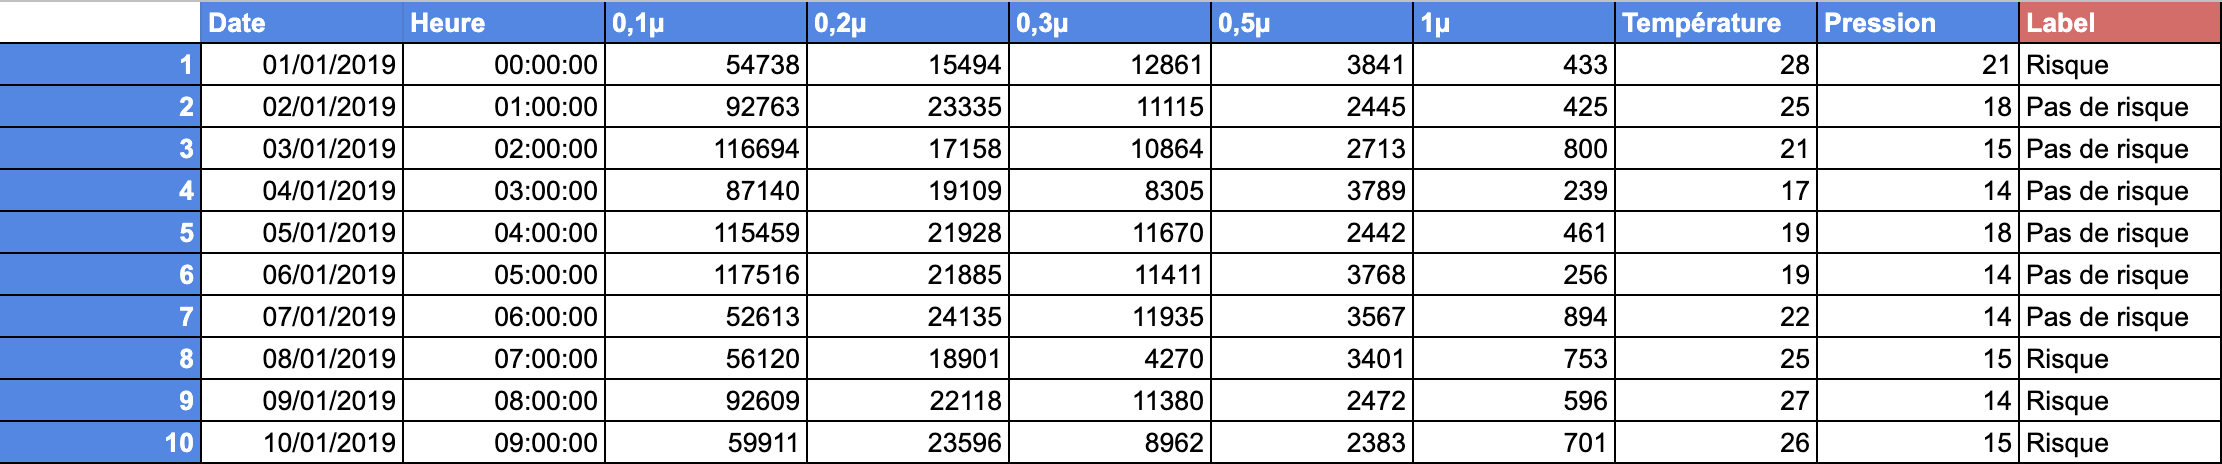 Date Heure 0,1µ 0,2µ 0,3µ 0,5µ 1µ Température Pression Label
1 01/01/2019 00:00:00 54738 15494 12861 3841 433 28 21 Risque
2 02/01/2019 01:00:00 92763 23335 11115 2445 425 25 18 Pas de risque
3 03/01/2019 02:00:00 116694 17158 10864 2713 800 21 15 Pas de risque
4 04/01/2019 03:00:00 87140 19109 8305 3789 239 17 14 Pas de risque
5 05/01/2019 04:00:00 115459 21928 11670 2442 461 19 18 Pas de risque
6 06/01/2019 05:00:00 117516 21885 11411 3768 256 19 14 Pas de risque
7 07/01/2019 06:00:00 52613 24135 11935 3567 894 22 14 Pas de risque
8 08/01/2019 07:00:00 56120 18901 4270 3401 753 25 15 Risque
9 09/01/2019 08:00:00 92609 22118 11380 2472 596 27 14 Risque
10 10/01/2019 09:00:00 59911 23596 8962 2383 701 26 15 Risque